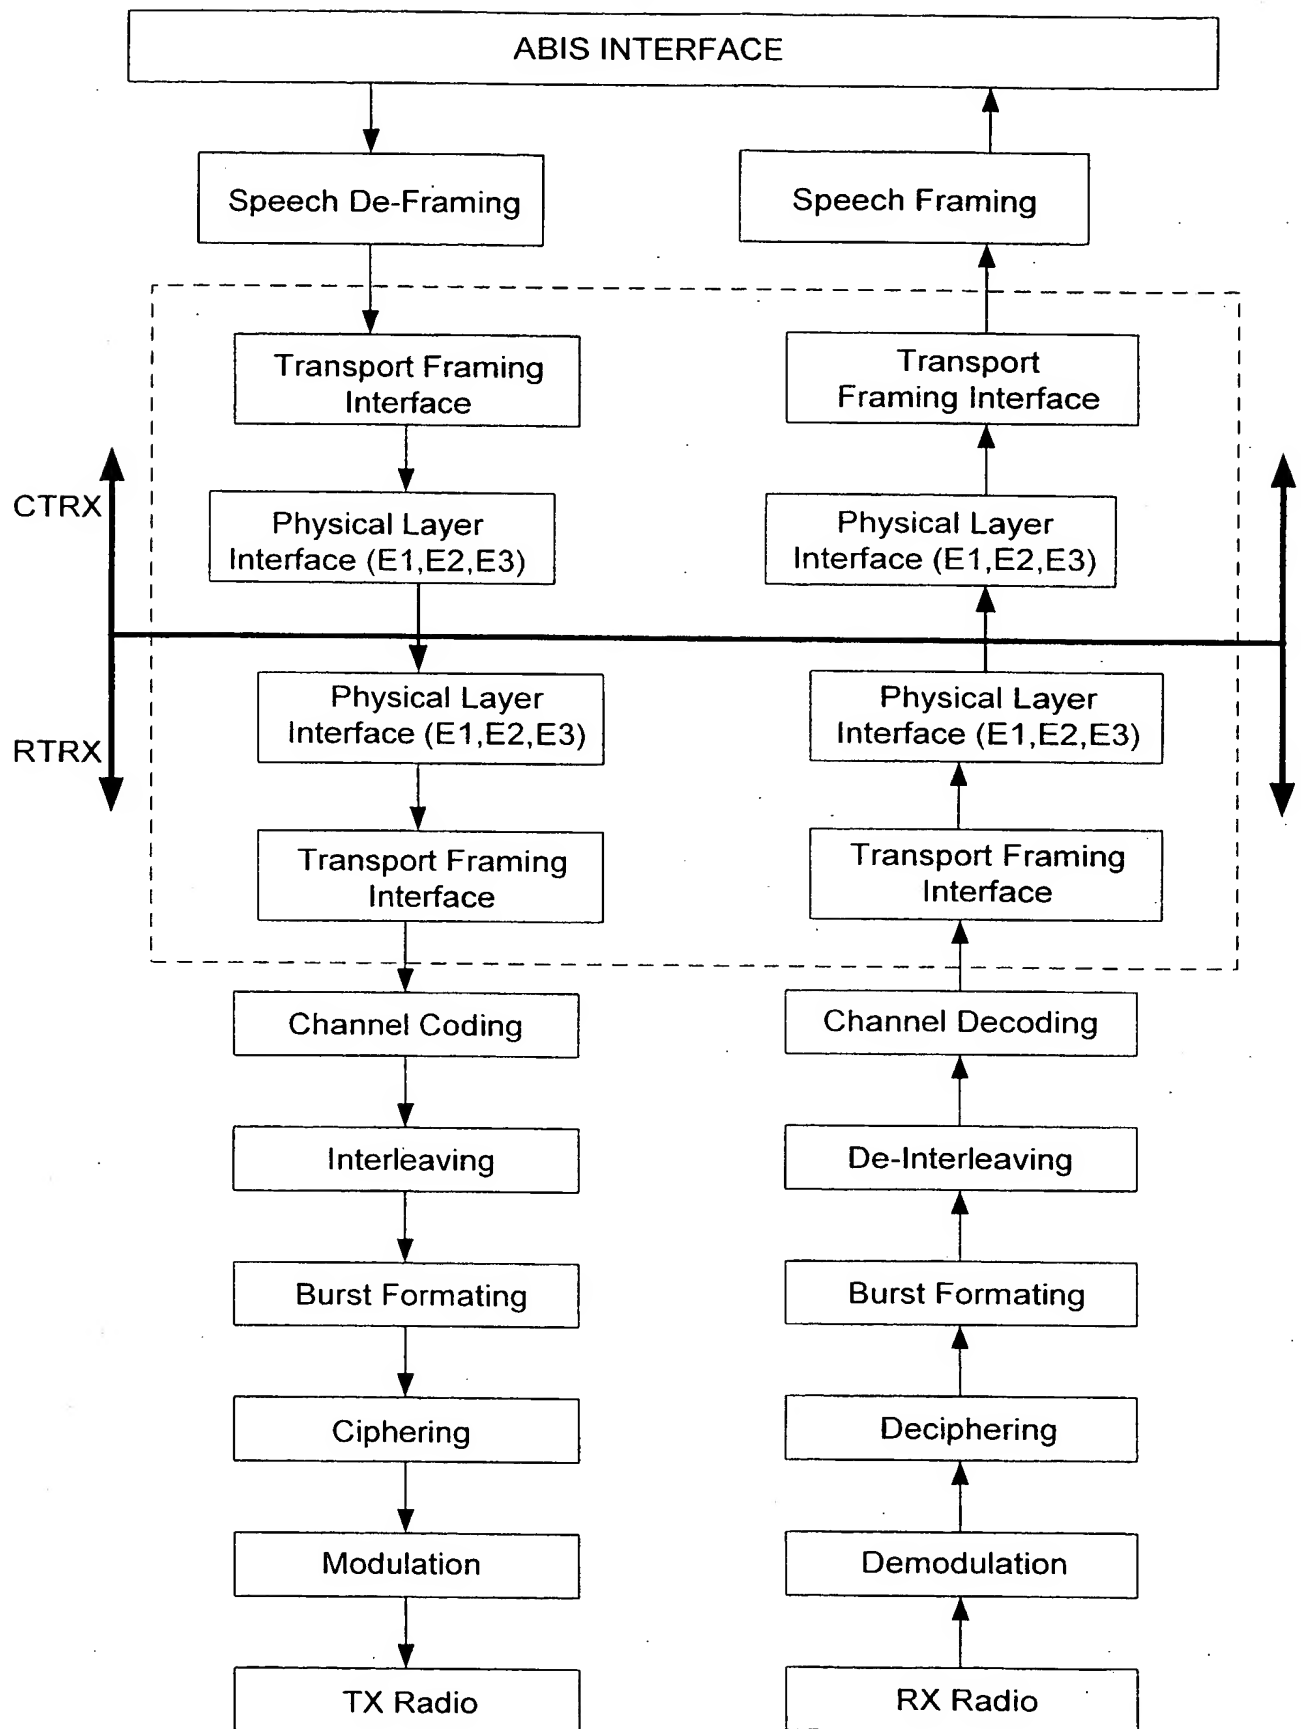 ABIS INTERFACE
Speech De-Framing
Speech Framing
Transport Framing
Interface
Transport
Framing Interface
CTRX
Physical Layer
Interface (E1,E2,E3)
Physical Layer
Interface (E1,E2,E3)
RTRX
Physical Layer
Interface (E1,E2,E3)
Physical Layer
Interface (E1,E2,E3)
Transport Framing
Interface
Transport Framing
Interface
Channel Coding
Channel Decoding
Interleaving
De-Interleaving
Burst Formating
Burst Formating
Ciphering
Deciphering
Modulation
Demodulation
TX Radio
RX Radio